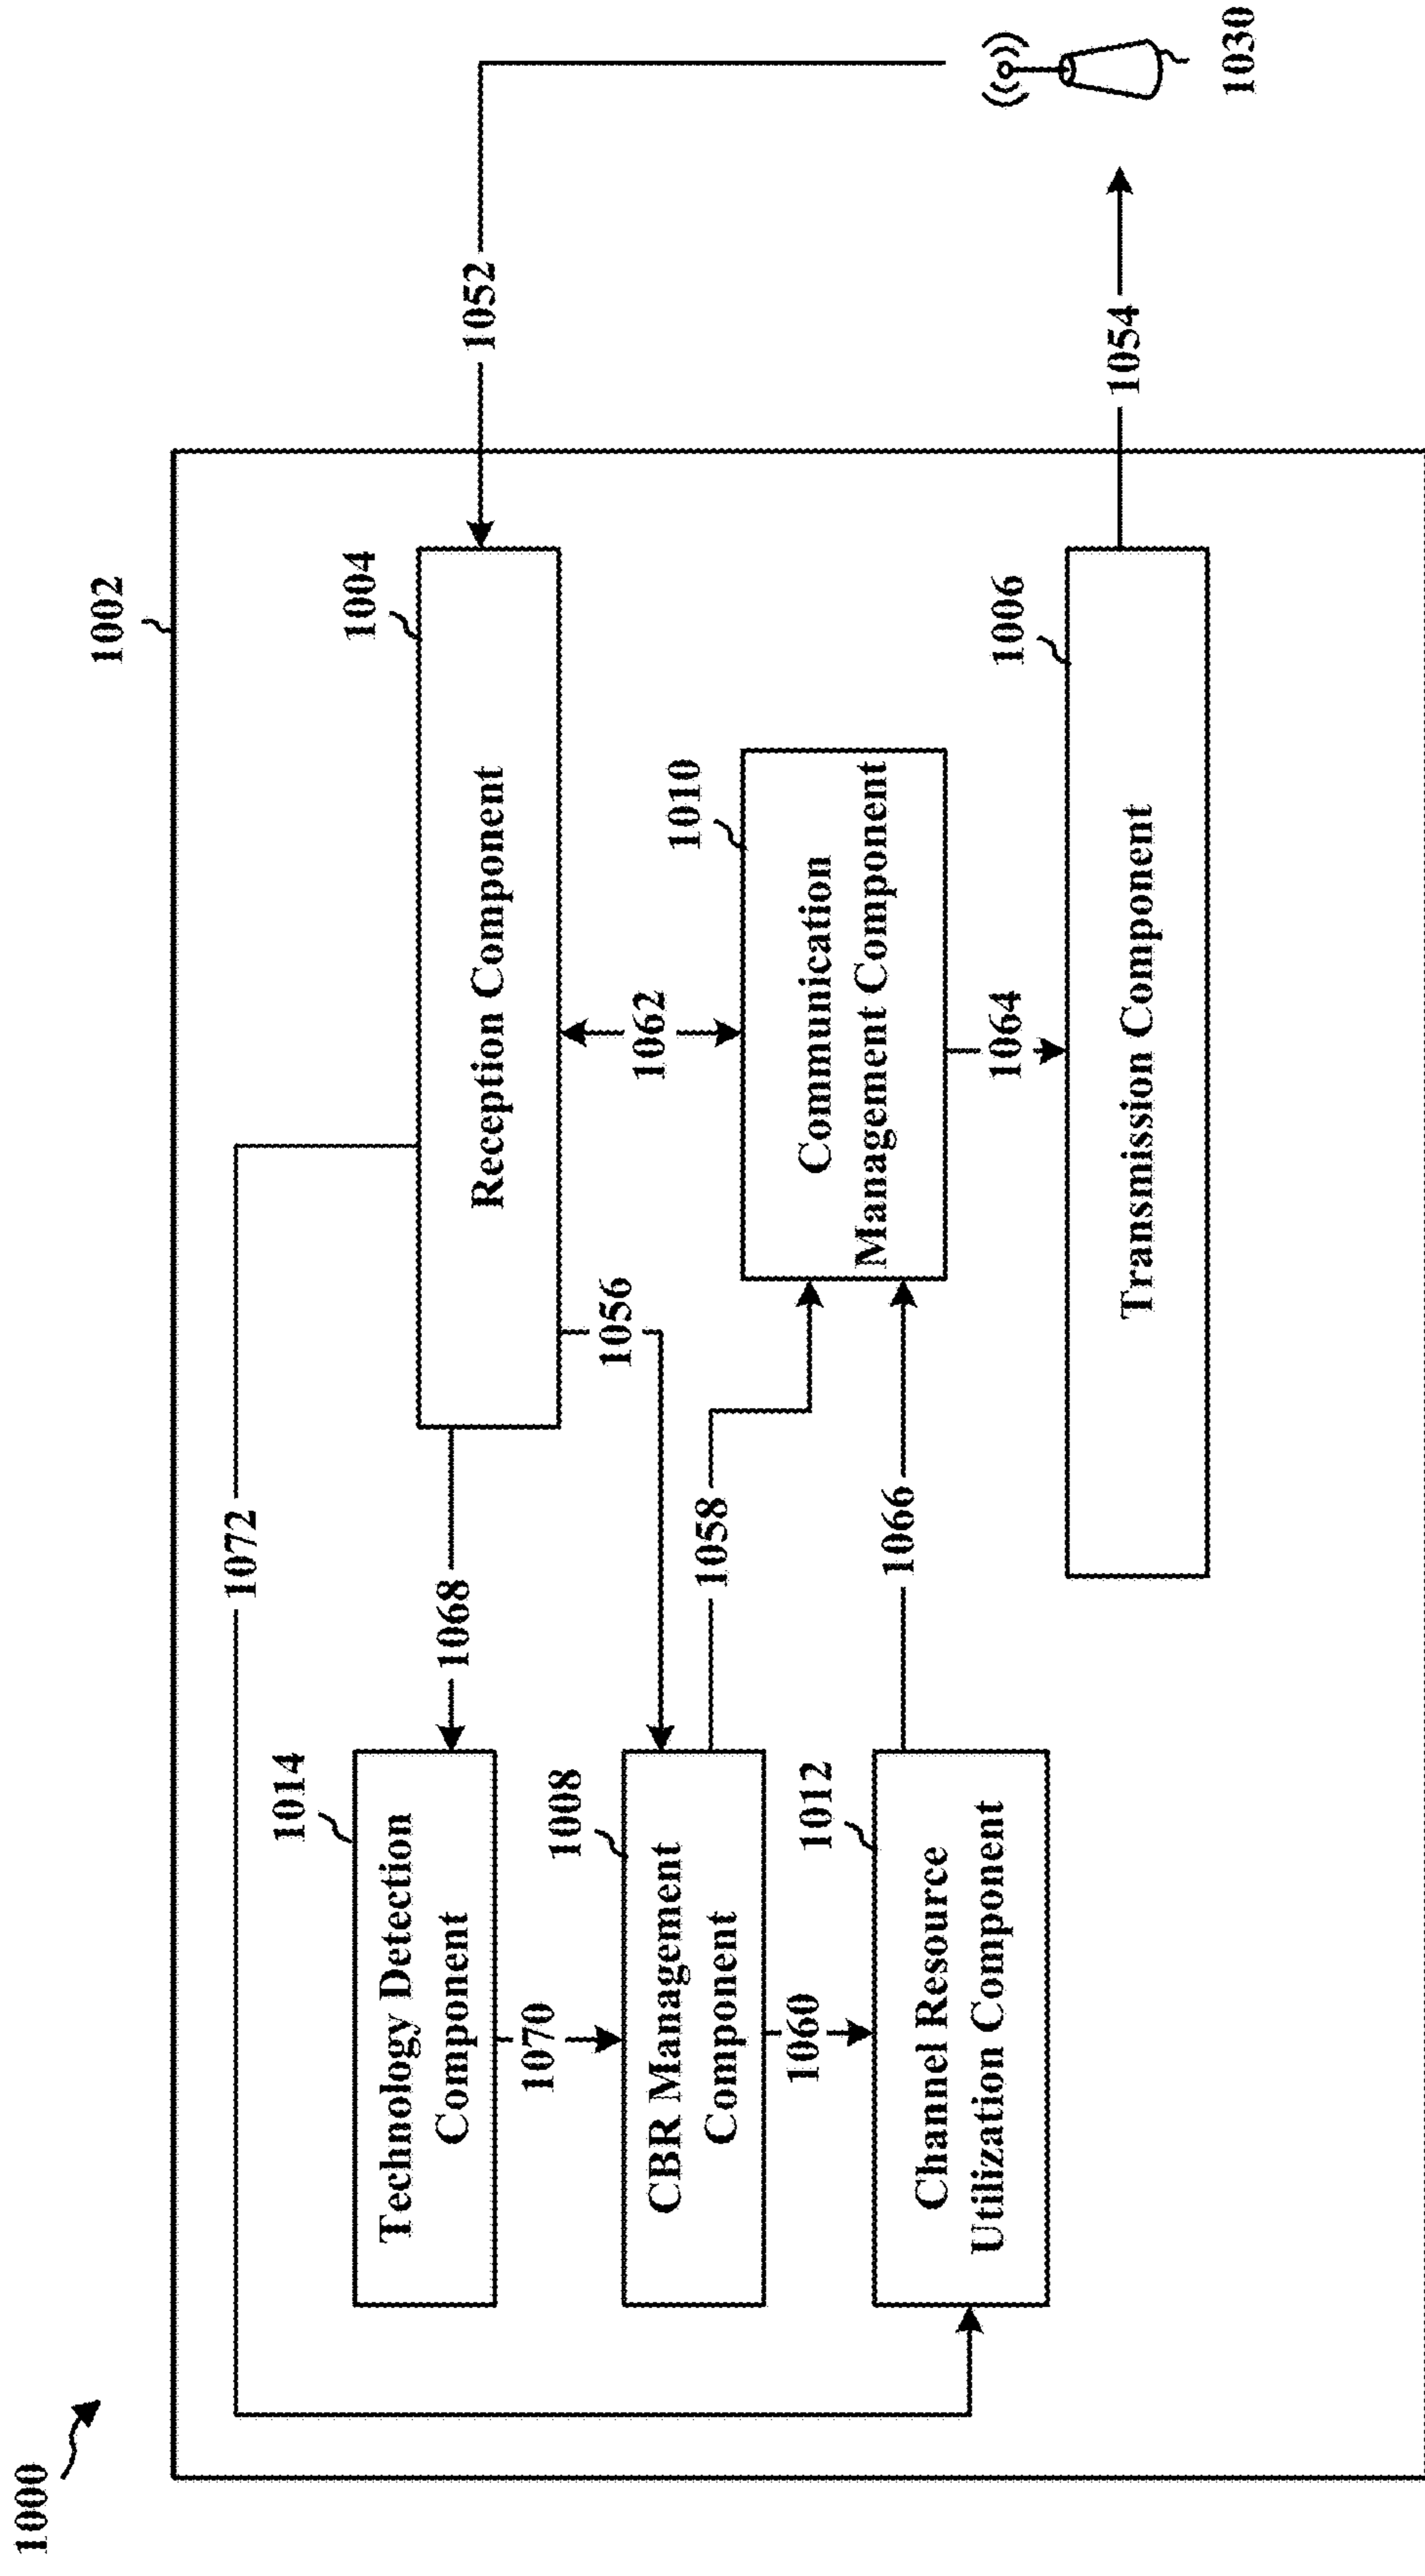 1000
1002
1072
1014
Technology Detection
Component
1068
1004
Reception Component
1052
1070
1056
1008
CBR Management
Component
1058
1062
1060
1012
Channel Resource
Utilization Component
1066
1010
Communication
Management Component
1064
1006
Transmission Component
1054
1030